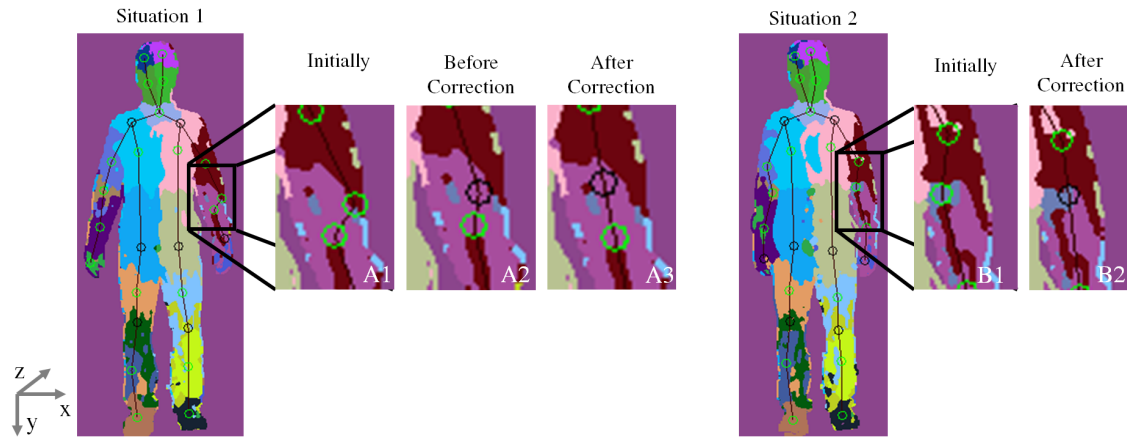 Situation 1
Initially
Before
Correction
After
Correction
A1
A2
A3
Situation 2
Initially
After
Correction
B1
B2
z
x
y